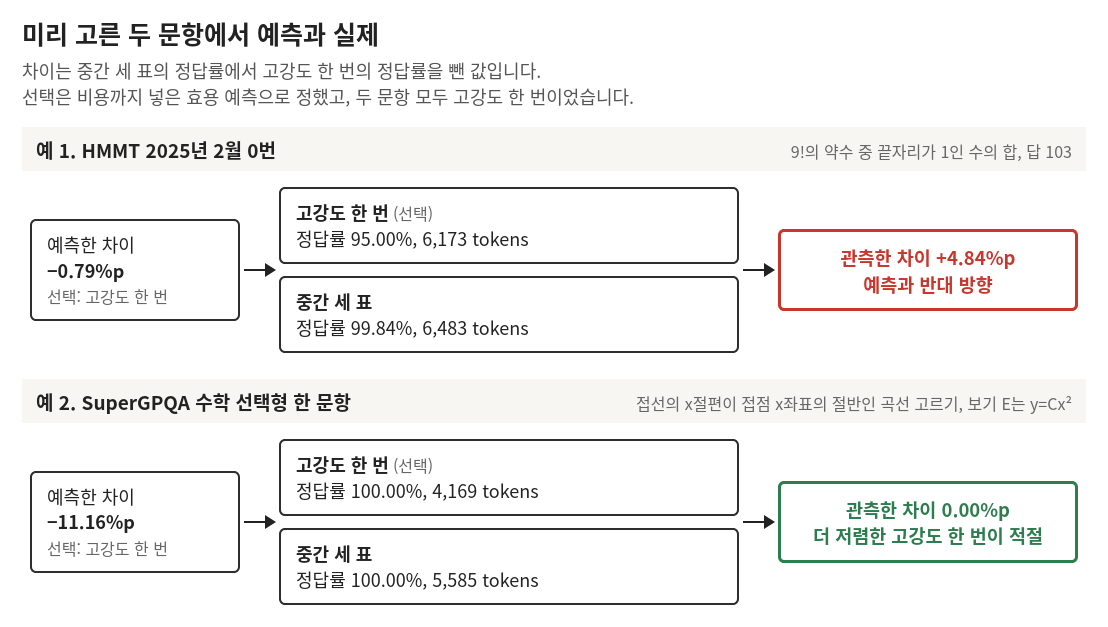 미리 고른 두 문항에서 예측과 실제
차이는 중간 세 표의 정답률에서 고강도 한 번의 정답률을 뺀 값입니다.
선택은 비용까지 넣은 효용 예측으로 정했고, 두 문항 모두 고강도 한 번이었습니다.
예 1. HMMT 2025년 2월 0번
9!의 약수 중 끝자리가 1인 수의 합, 답 103
예측한 차이
−0.79%p
선택: 고강도 한 번
고강도 한 번 (선택)
정답률 95.00%, 6,173 tokens
중간 세 표
정답률 99.84%, 6,483 tokens
관측한 차이 +4.84%p
예측과 반대 방향
예 2. SuperGPQA 수학 선택형 한 문항
접선의 x절편이 접점 x좌표의 절반인 곡선 고르기, 보기 E는 y=Cx²
예측한 차이
−11.16%p
선택: 고강도 한 번
고강도 한 번 (선택)
정답률 100.00%, 4,169 tokens
중간 세 표
정답률 100.00%, 5,585 tokens
관측한 차이 0.00%p
더 저렴한 고강도 한 번이 적절